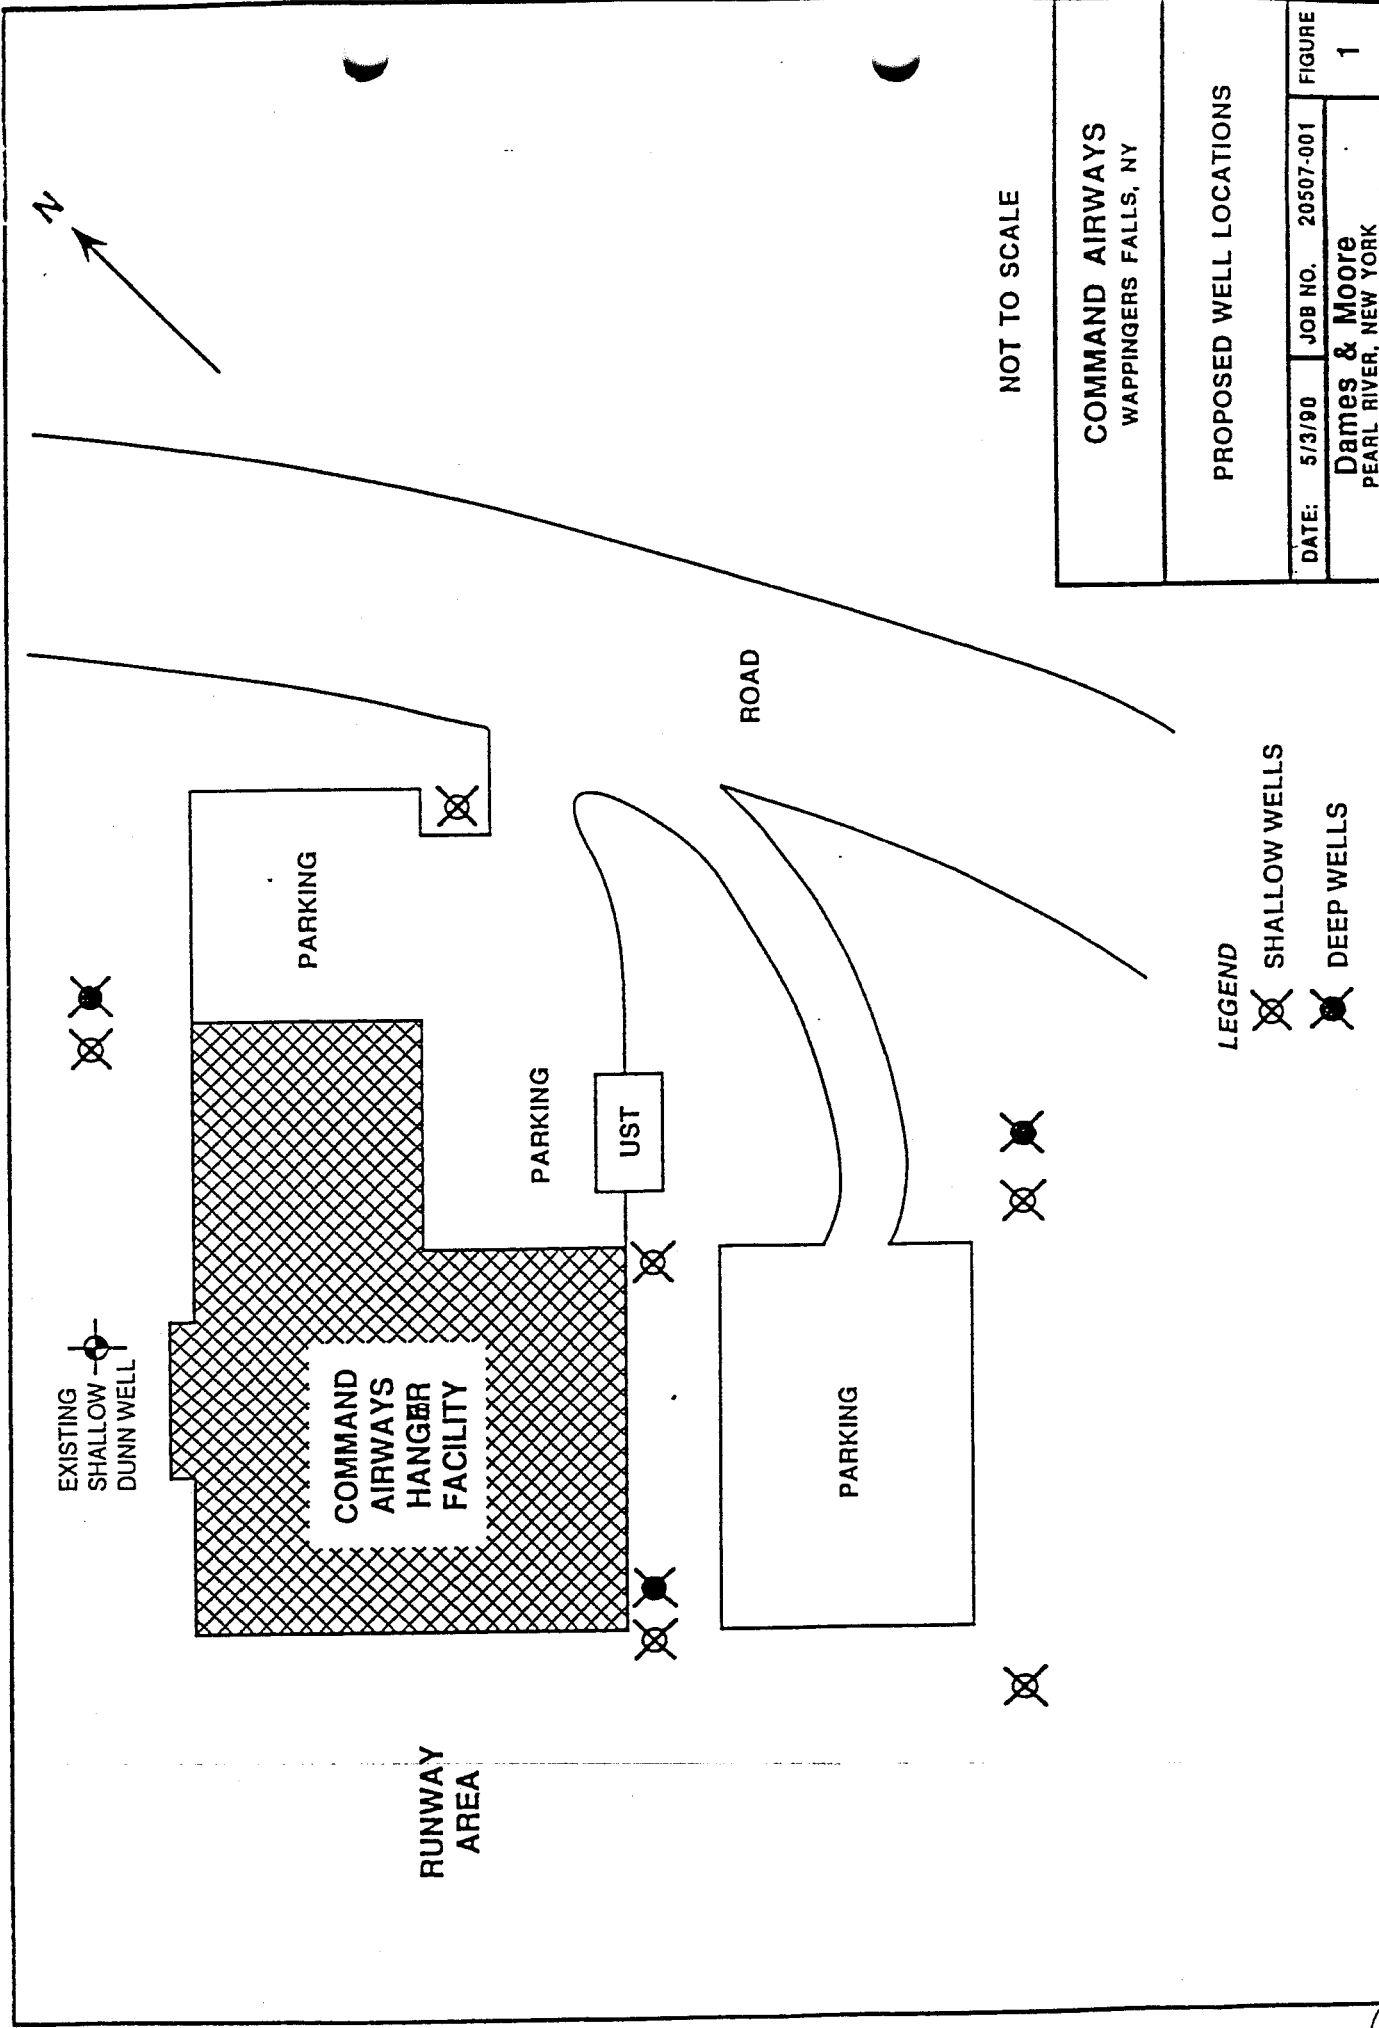 N
EXISTING
SHALLOW
DUNN WELL
PARKING
COMMAND
AIRWAYS
HANGER
FACILITY
RUNWAY
AREA
PARKING
UST
ROAD
PARKING
NOT TO SCALE
LEGEND
SHALLOW WELLS
DEEP WELLS
COMMAND AIRWAYS
WAPPINGERS FALLS, NY
PROPOSED WELL LOCATIONS
DATE: 5/3/90 JOB NO. 20507-001 FIGURE
Dames & Moore 1
PEARL RIVER, NEW YORK